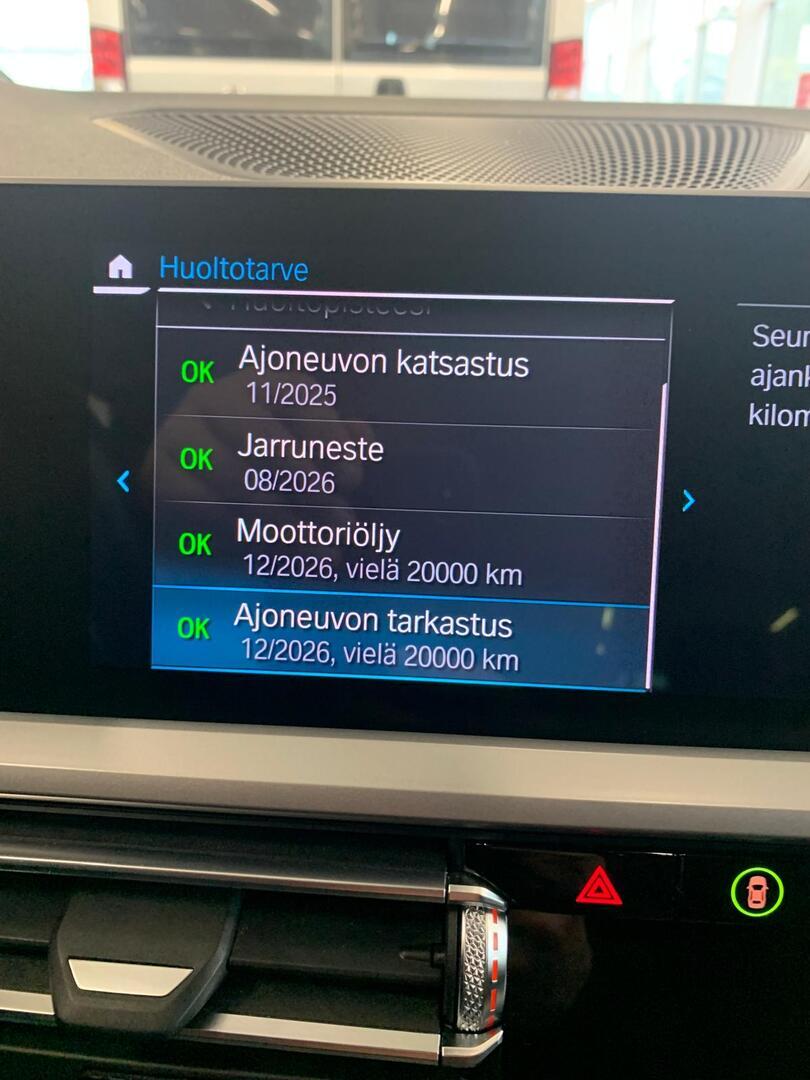 Huoltotarve
OK Ajoneuvon katsastus
11/2025
OK Jarruneste
08/2026
OK Moottoriöljy
12/2026, vielä 20000 km
OK Ajoneuvon tarkastus
12/2026, vielä 20000 km